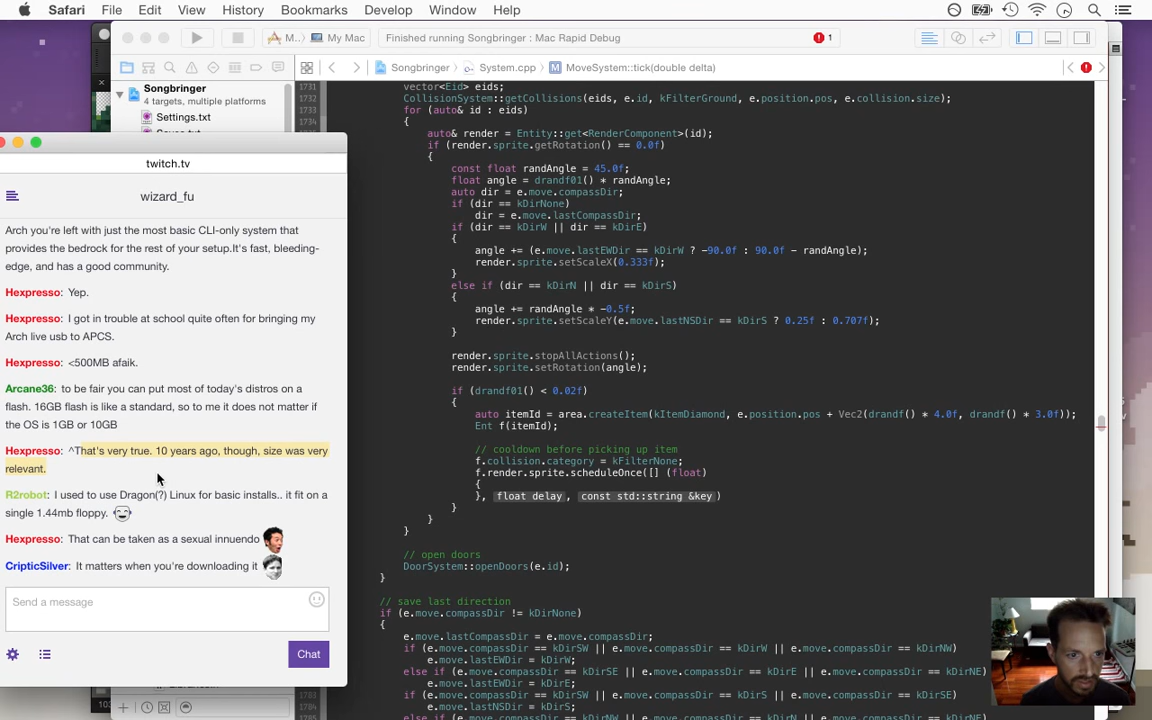 Safari File Edit View History Bookmarks Develop Window Help
M... My Mac
Finished running Songbringer : Mac Rapid Debug
1
Songbringer
4 targets, multiple platforms
Settings.txt
Songbringer System.cpp MoveSystem::tick(double delta)
twitch.tv
wizard_fu
Arch you're left with just the most basic CLI-only system that
provides the bedrock for the rest of your setup.It's fast, bleeding-
edge, and has a good community.
Hexpresso: Yep.
Hexpresso: I got in trouble at school quite often for bringing my
Arch live usb to APCS.
Hexpresso: <500MB afaik.
Arcane36: to be fair you can put most of today's distros on a
flash. 16GB flash is like a standard, so to me it does not matter if
the OS is 1GB or 10GB
Hexpresso: ^That's very true. 10 years ago, though, size was very
relevant.
R2robot: I used to use Dragon(?) Linux for basic installs.. it fit on a
single 1.44mb floppy.
Hexpresso: That can be taken as a sexual innuendo
CripticSilver: It matters when you're downloading it
Send a message
Chat
1731 vector<Eid> eids;
1732 CollisionSystem::getCollisions(eids, e.id, kFilterGround, e.position.pos, e.collision.size);
1733 for (auto& id : eids)
1734 {
auto& render = Entity::get<RenderComponent>(id);
if (render.sprite.getRotation() == 0.0f)
{
const float randAngle = 45.0f;
float angle = drandf01() * randAngle;
auto dir = e.move.compassDir;
if (dir == kDirNone)
dir = e.move.lastCompassDir;
if (dir == kDirW || dir == kDirE)
{
angle += (e.move.lastEWDir == kDirW ? -90.0f : 90.0f - randAngle);
render.sprite.setScaleX(0.333f);
}
else if (dir == kDirN || dir == kDirS)
{
angle += randAngle * -0.5f;
render.sprite.setScaleY(e.move.lastNSDir == kDirS ? 0.25f : 0.707f);
}
render.sprite.stopAllActions();
render.sprite.setRotation(angle);
if (drandf01() < 0.02f)
{
auto itemId = area.createItem(kItemDiamond, e.position.pos + Vec2(drandf() * 4.0f, drandf() * 3.0f));
Ent f(itemId);
// cooldown before picking up item
f.collision.category = kFilterNone;
f.render.sprite.scheduleOnce([] (float)
{
}, float delay, const std::string &key)
}
}
}
// open doors
DoorSystem::openDoors(e.id);
}
// save last direction
if (e.move.compassDir != kDirNone)
{
e.move.lastCompassDir = e.move.compassDir;
if (e.move.compassDir == kDirSW || e.move.compassDir == kDirW || e.move.compassDir == kDirNW)
e.move.lastEWDir = kDirW;
else if (e.move.compassDir == kDirSE || e.move.compassDir == kDirE || e.move.compassDir == kDirNE)
e.move.lastEWDir = kDirE;
if (e.move.compassDir == kDirSW || e.move.compassDir == kDirS || e.move.compassDir == kDirSE)
e.move.lastNSDir = kDirS;